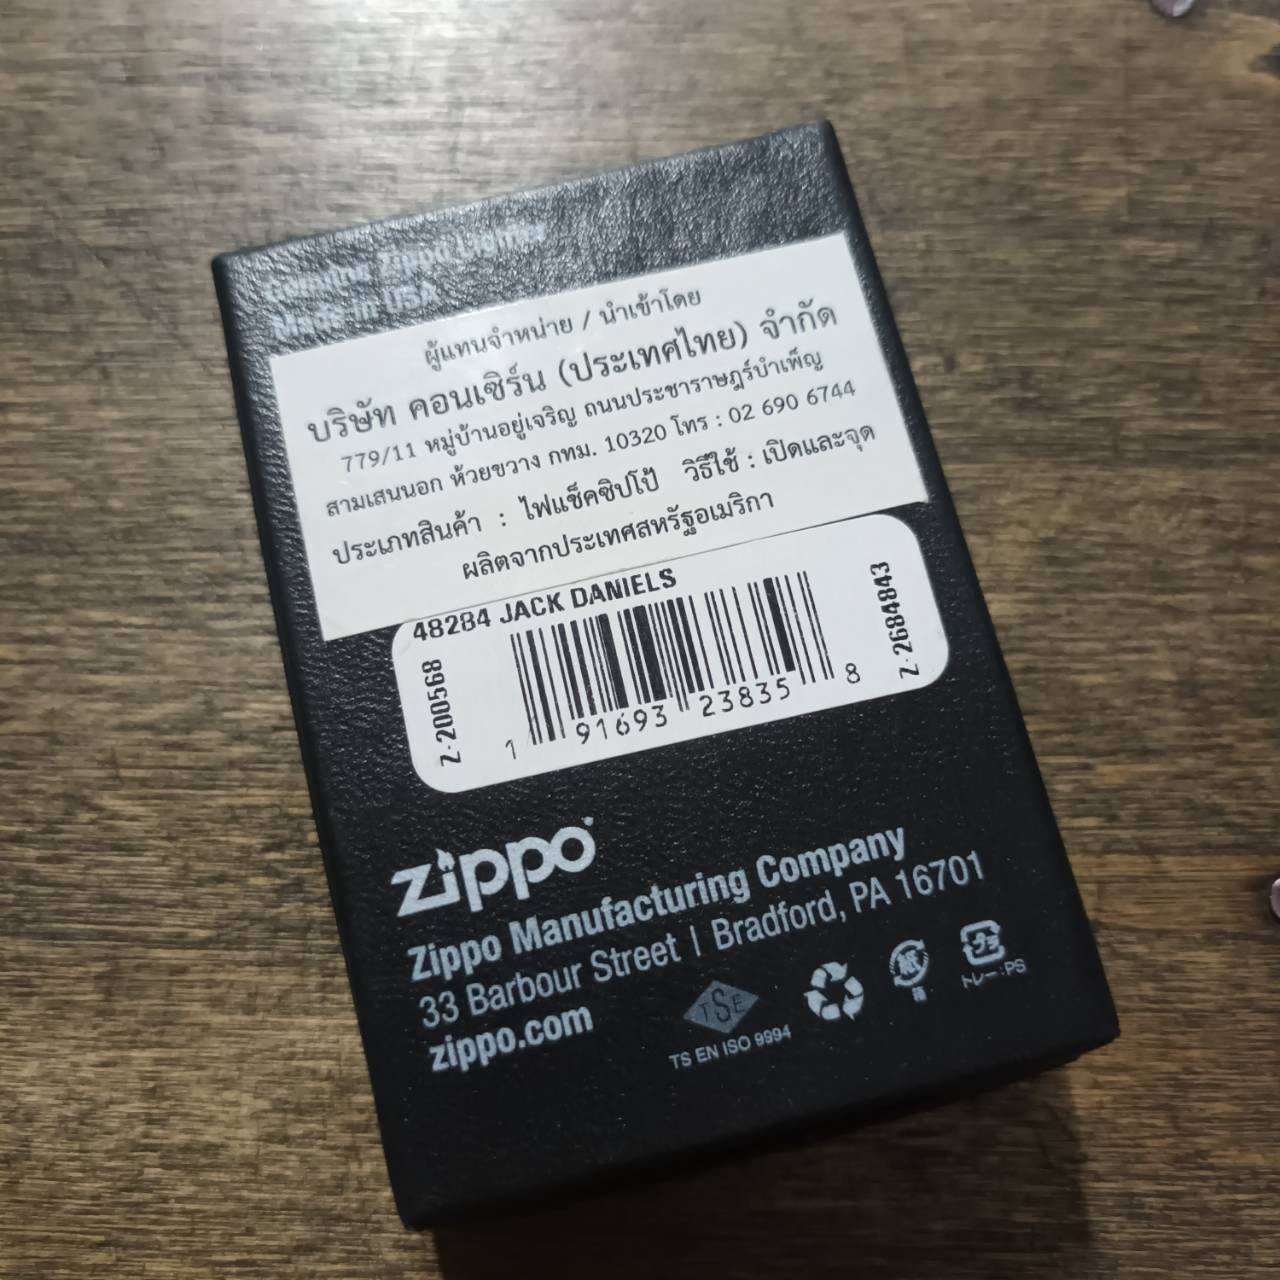 Genuine Zippo Lighter
Made in USA
ผู้แทนจำหน่าย / นำเข้าโดย
บริษัท คอนเซิร์น (ประเทศไทย) จำกัด
779/11 หมู่บ้านอยู่เจริญ ถนนประชาราษฎร์บำเพ็ญ
สามเสนนอก ห้วยขวาง กทม. 10320 โทร : 02 690 6744
ประเภทสินค้า : ไฟแช็คซิปโป้ วิธีใช้ : เปิดและจุด
ผลิตจากประเทศสหรัฐอเมริกา
48284 JACK DANIELS
Z-200568
Z-2684843
1 91693 23835 8
zippo
Zippo Manufacturing Company
33 Barbour Street | Bradford, PA 16701
zippo.com
TSE
TS EN ISO 9994
紙
箱
プラ
トレー:PS